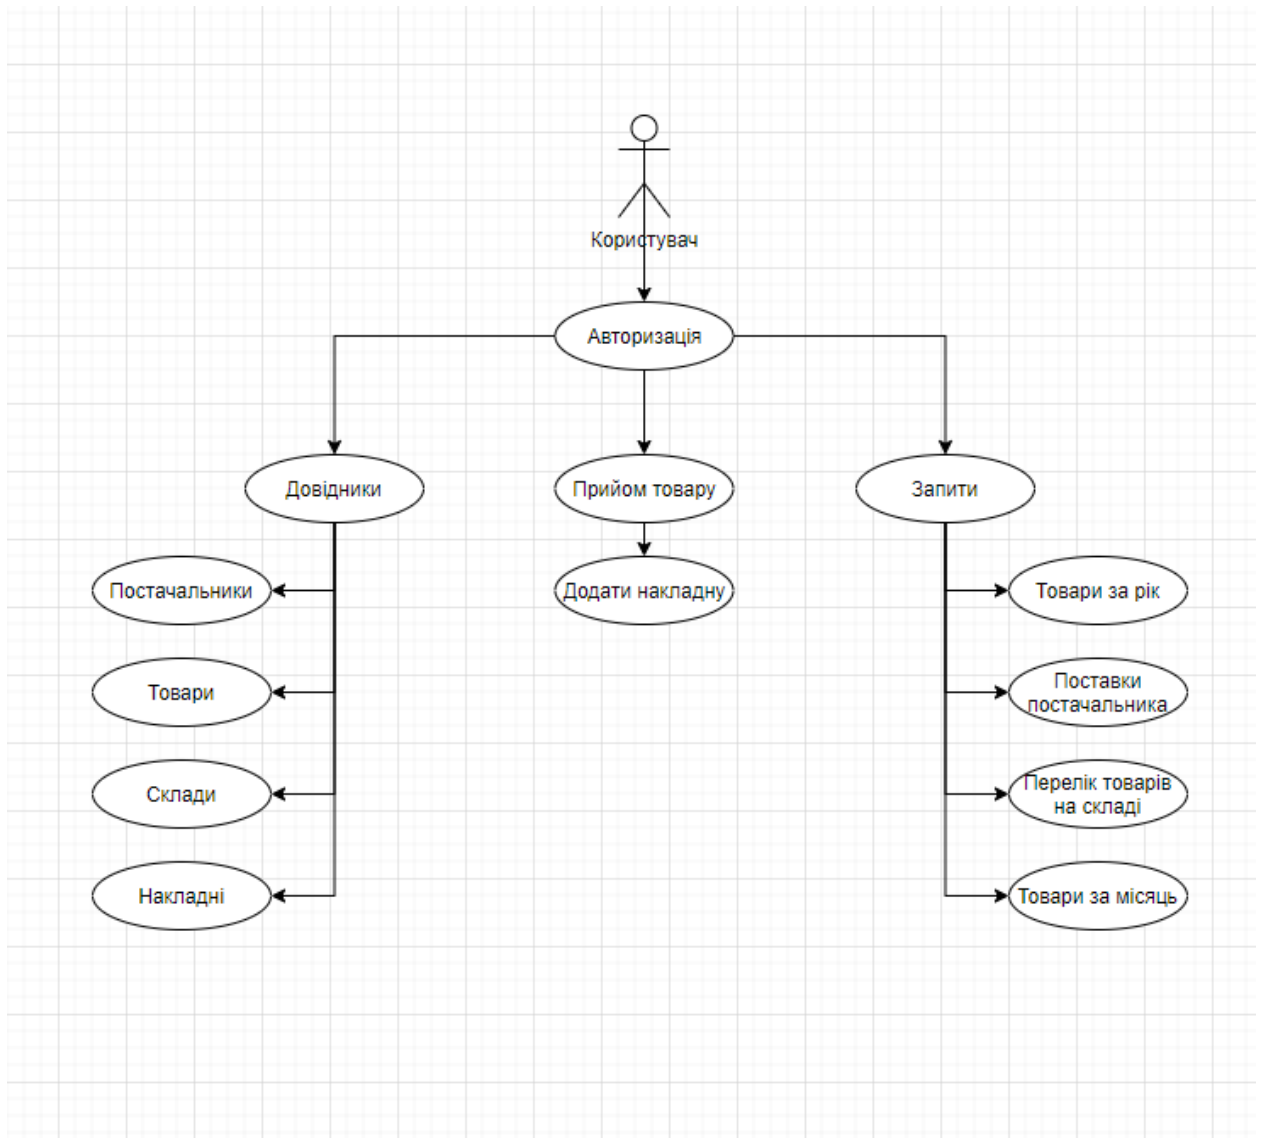 Користувач
Авторизація
Довідники
Прийом товару
Запити
Постачальники
Додати накладну
Товари за рік
Товари
Поставки
постачальника
Склади
Перелік товарів
на складі
Накладні
Товари за місяць